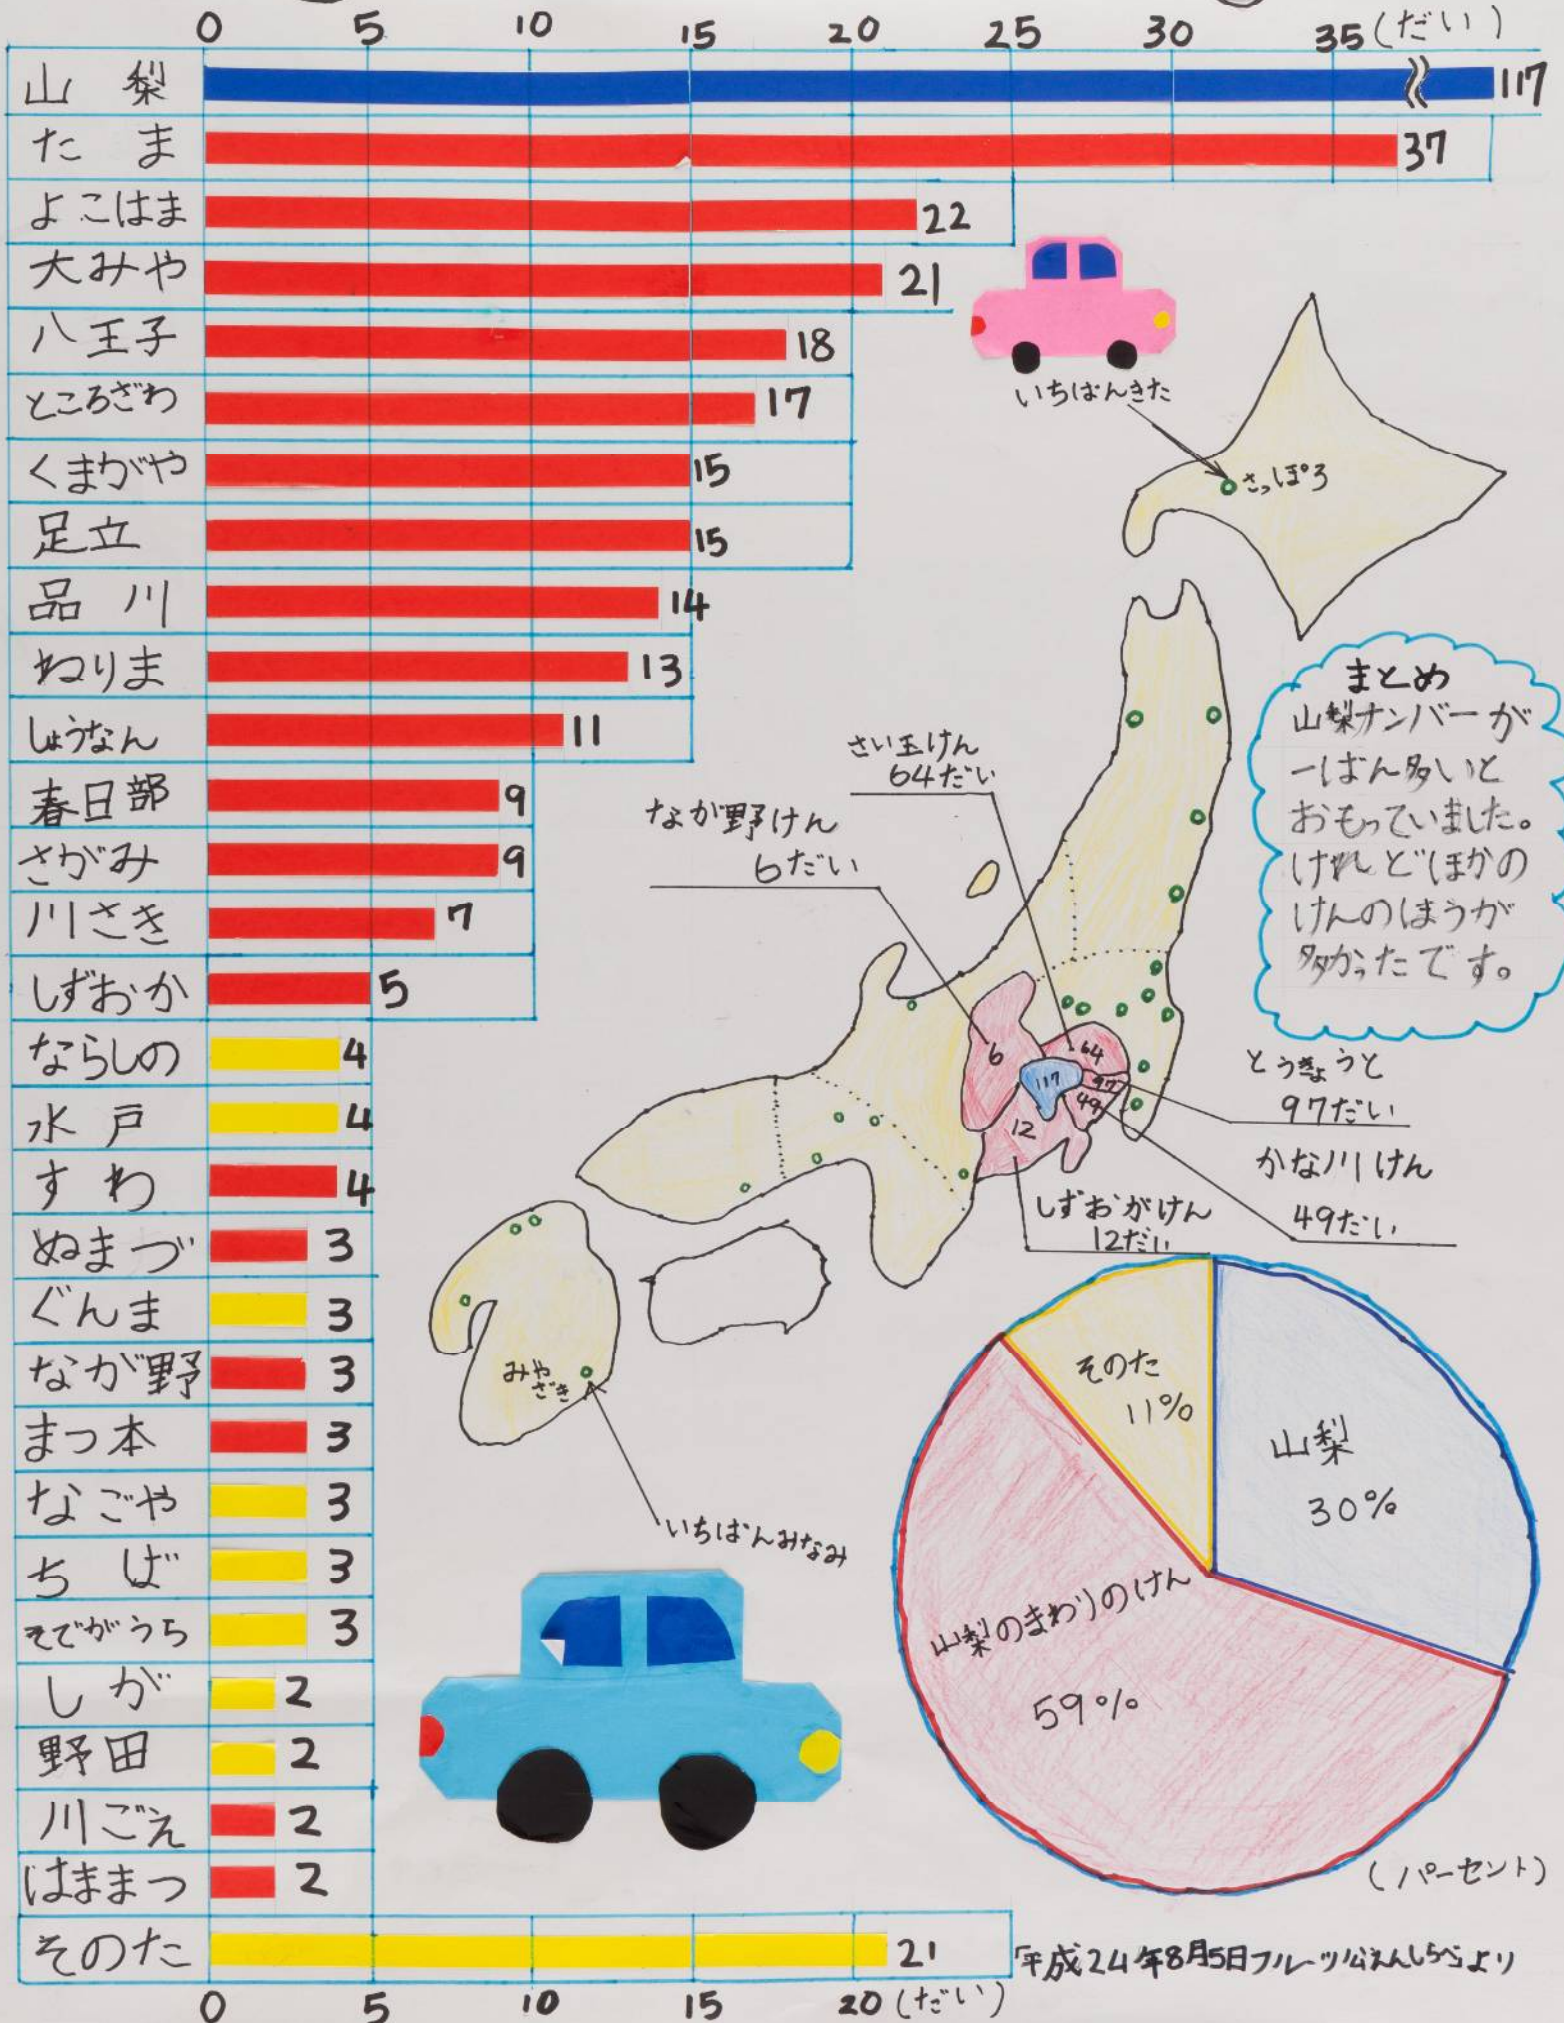 0 5 10 15 20 25 30 35 (だい)
山梨 117
たま 37
よこはま 22
大みや 21
八王子 18
ところざわ 17
くまがや 15
足立 15
品川 14
ねりま 13
しょうなん 11
春日部 9
さがみ 9
川さき 7
しずおか 5
ならしの 4
水戸 4
すわ 4
ぬまづ 3
ぐんま 3
なが野 3
まつ本 3
なごや 3
ちば 3
そでがうら 3
しが 2
野田 2
川ごえ 2
はままつ 2
そのた 21
0 5 10 15 20 (だい)
いちばんきた
さっぽろ
まとめ
山梨ナンバーが
一ばん多いと
おもっていました。
けれどほかの
けんのほうが
多かったです。
さい玉けん
64だい
なが野けん
6だい
6
64
117
97
49
12
とうきょうと
97だい
かな川けん
49だい
しずおかけん
12だい
みや
ざき
いちばんみなみ
そのた
11%
山梨
30%
山梨のまわりのけん
59%
(パーセント)
平成24年8月5日フルーツ公えんしらべより